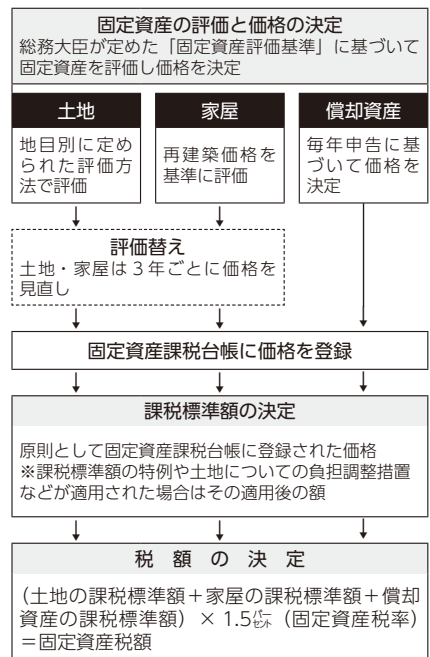 固定資産の評価と価格の決定
総務大臣が定めた「固定資産評価基準」に基づいて
固定資産を評価し価格を決定
土地
地目別に定め
られた評価方
法で評価
家屋
再建築価格を
基準に評価
償却資産
毎年申告に基
づいて価格を
決定
評価替え
土地・家屋は３年ごとに価格を
見直し
固定資産課税台帳に価格を登録
課税標準額の決定
原則として固定資産課税台帳に登録された価格
※課税標準額の特例や土地についての負担調整措置
などが適用された場合はその適用後の額
税額の決定
（土地の課税標準額＋家屋の課税標準額＋償却
資産の課税標準額）×1.5㌫（固定資産税率）
＝固定資産税額